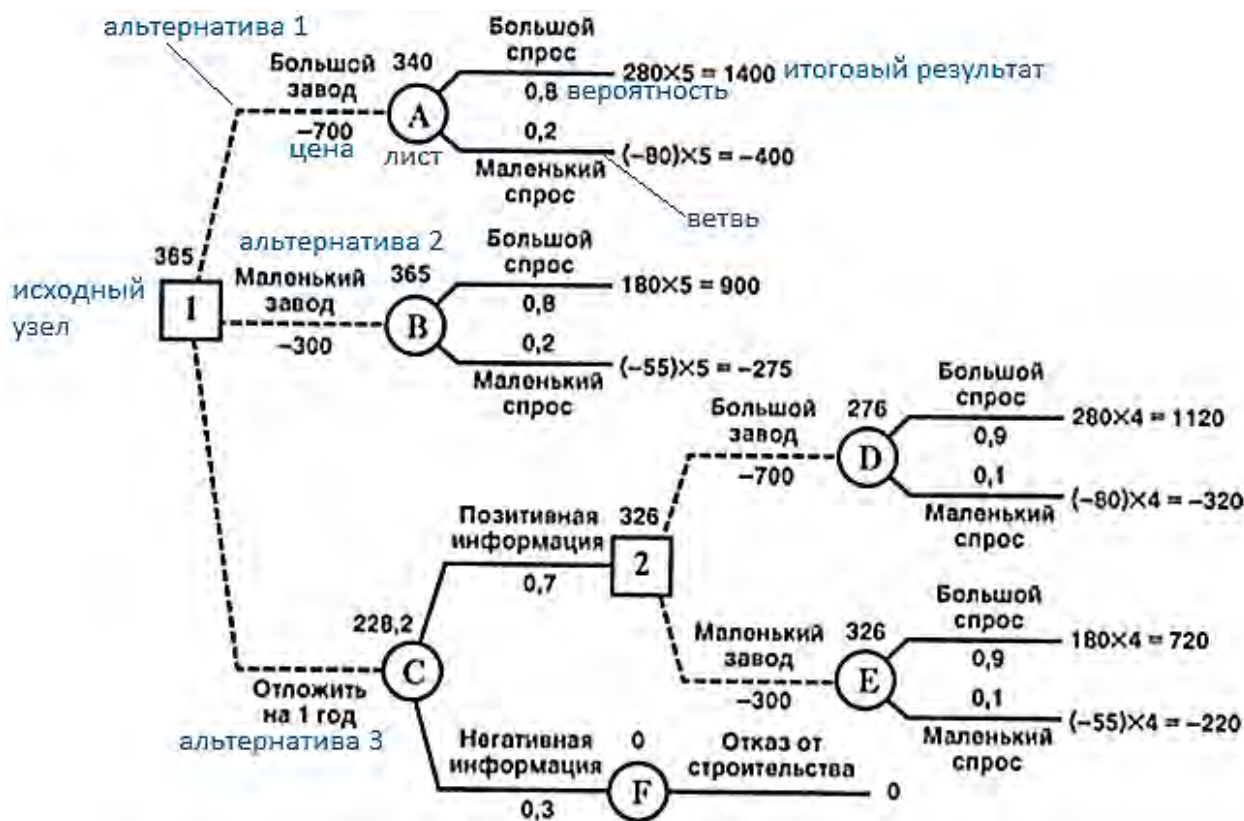 альтернатива 1
Большой
завод
−700
цена
340
A
лист
Большой
спрос
280×5 = 1400
итоговый результат
0,8
вероятность
0,2
(−80)×5 = −400
Маленький
спрос
ветвь
365
исходный
узел
1
альтернатива 2
Маленький
завод
−300
365
B
Большой
спрос
180×5 = 900
0,8
0,2
(−55)×5 = −275
Маленький
спрос
Отложить
на 1 год
альтернатива 3
228,2
C
Позитивная
информация
0,7
326
2
Большой
завод
−700
276
D
Большой
спрос
280×4 = 1120
0,9
0,1
(−80)×4 = −320
Маленький
спрос
Маленький
завод
−300
326
E
Большой
спрос
180×4 = 720
0,9
0,1
(−55)×4 = −220
Маленький
спрос
Негативная
информация
0,3
0
F
Отказ от
строительства
0